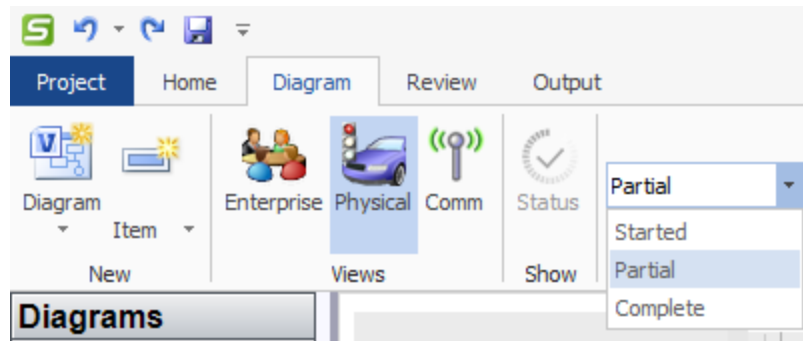 Project Home Diagram Review Output
Diagram Item Enterprise Physical Comm Status Partial
Started
Partial
Complete
New Views Show
Diagrams